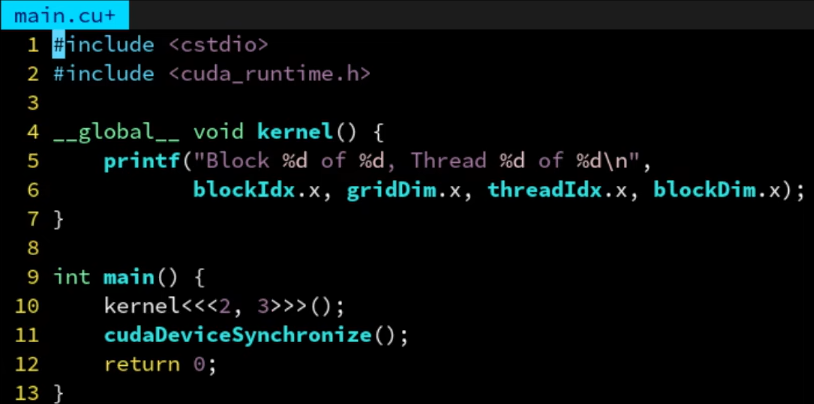 main.cu+
1 #include <cstdio>
2 #include <cuda_runtime.h>
3
4 __global__ void kernel() {
5     printf("Block %d of %d, Thread %d of %d\n",
6            blockIdx.x, gridDim.x, threadIdx.x, blockDim.x);
7 }
8
9 int main() {
10     kernel<<<2, 3>>>();
11     cudaDeviceSynchronize();
12     return 0;
13 }